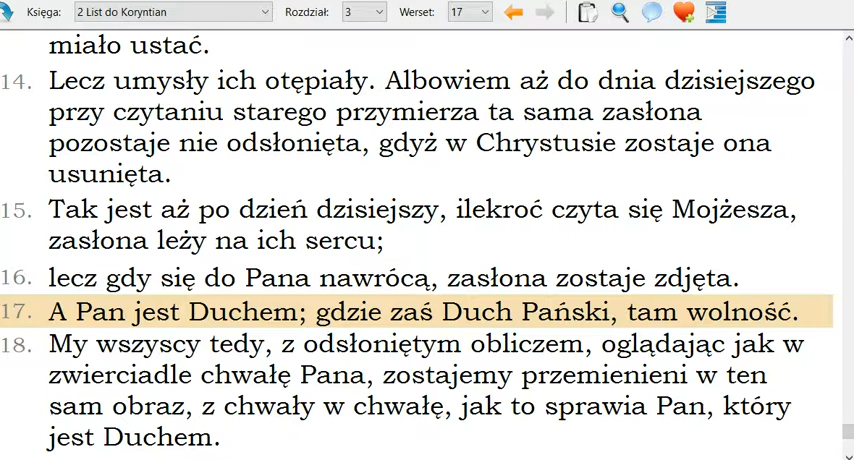 Księga: 2 List do Koryntian Rozdział: 3 Werset: 17
miało ustać.
14. Lecz umysły ich otępiały. Albowiem aż do dnia dzisiejszego
przy czytaniu starego przymierza ta sama zasłona
pozostaje nie odsłonięta, gdyż w Chrystusie zostaje ona
usunięta.
15. Tak jest aż po dzień dzisiejszy, ilekroć czyta się Mojżesza,
zasłona leży na ich sercu;
16. lecz gdy się do Pana nawrócą, zasłona zostaje zdjęta.
17. A Pan jest Duchem; gdzie zaś Duch Pański, tam wolność.
18. My wszyscy tedy, z odsłoniętym obliczem, oglądając jak w
zwierciadle chwałę Pana, zostajemy przemienieni w ten
sam obraz, z chwały w chwałę, jak to sprawia Pan, który
jest Duchem.